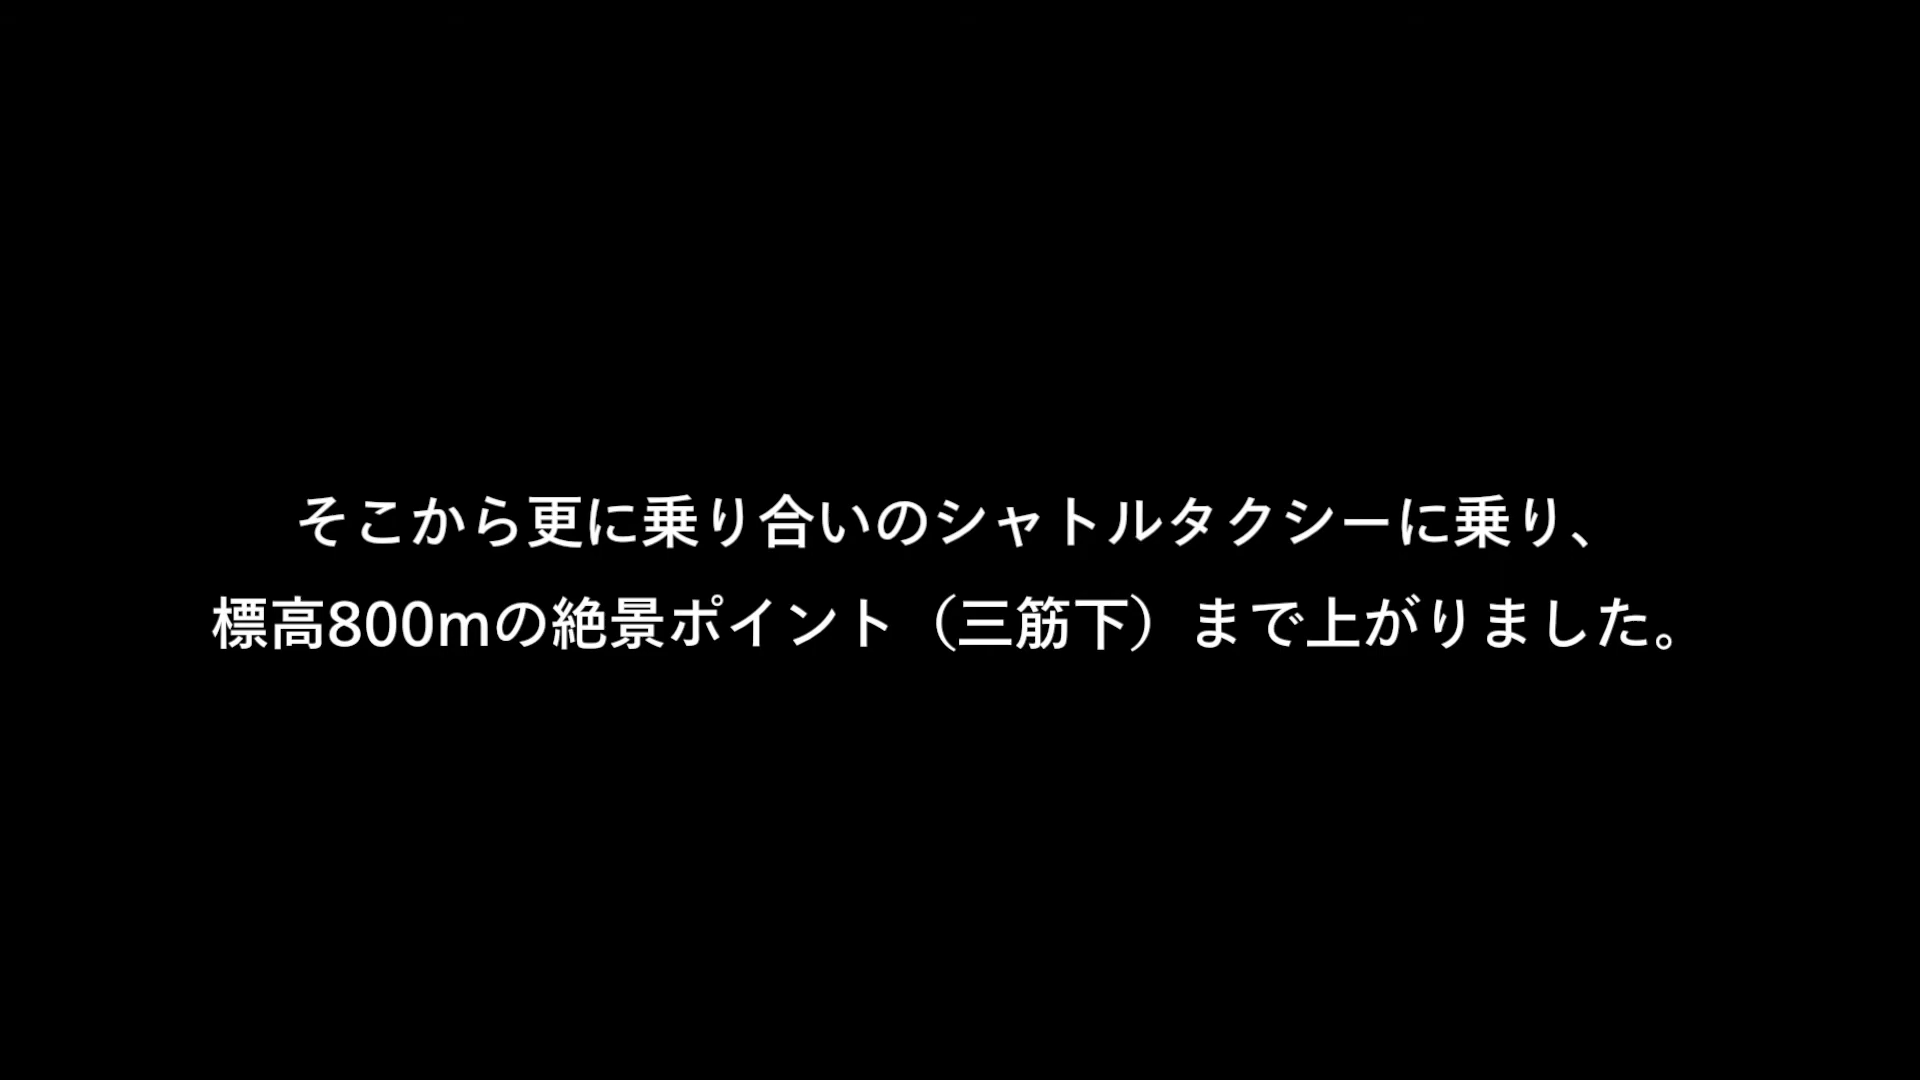 そこから更に乗り合いのシャトルタクシーに乗り、
標高800mの絶景ポイント（三筋下）まで上がりました。